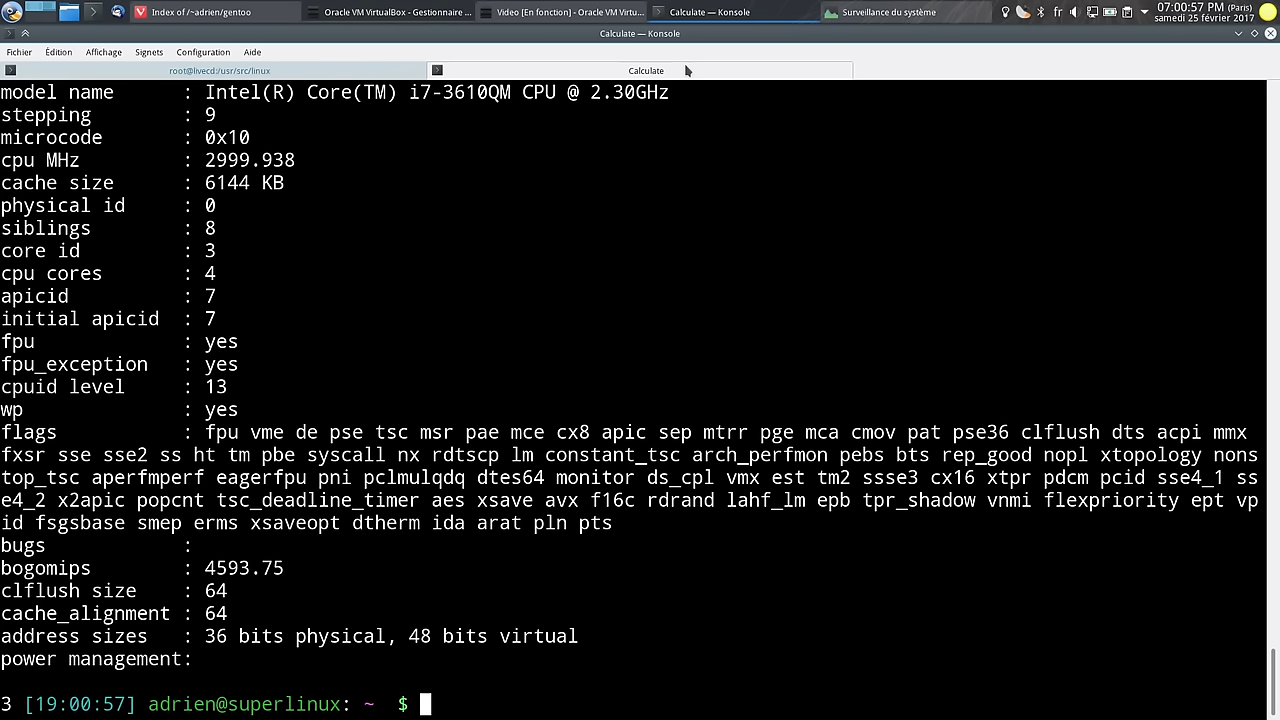 Index of /~adrien/gentoo
Oracle VM VirtualBox - Gestionnaire ...
Video [En fonction] - Oracle VM Virtu...
Calculate — Konsole
Surveillance du système
fr
07:00:57 PM (Paris)
samedi 25 février 2017
Calculate — Konsole
Fichier Édition Affichage Signets Configuration Aide
root@livecd:/usr/src/linux
Calculate
model name : Intel(R) Core(TM) i7-3610QM CPU @ 2.30GHz
stepping : 9
microcode : 0x10
cpu MHz : 2999.938
cache size : 6144 KB
physical id : 0
siblings : 8
core id : 3
cpu cores : 4
apicid : 7
initial apicid : 7
fpu : yes
fpu_exception : yes
cpuid level : 13
wp : yes
flags : fpu vme de pse tsc msr pae mce cx8 apic sep mtrr pge mca cmov pat pse36 clflush dts acpi mmx
fxsr sse sse2 ss ht tm pbe syscall nx rdtscp lm constant_tsc arch_perfmon pebs bts rep_good nopl xtopology nons
top_tsc aperfmperf eagerfpu pni pclmulqdq dtes64 monitor ds_cpl vmx est tm2 ssse3 cx16 xtpr pdcm pcid sse4_1 ss
e4_2 x2apic popcnt tsc_deadline_timer aes xsave avx f16c rdrand lahf_lm epb tpr_shadow vnmi flexpriority ept vp
id fsgsbase smep erms xsaveopt dtherm ida arat pln pts
bugs :
bogomips : 4593.75
clflush size : 64
cache_alignment : 64
address sizes : 36 bits physical, 48 bits virtual
power management:
3 [19:00:57] adrien@superlinux: ~ $